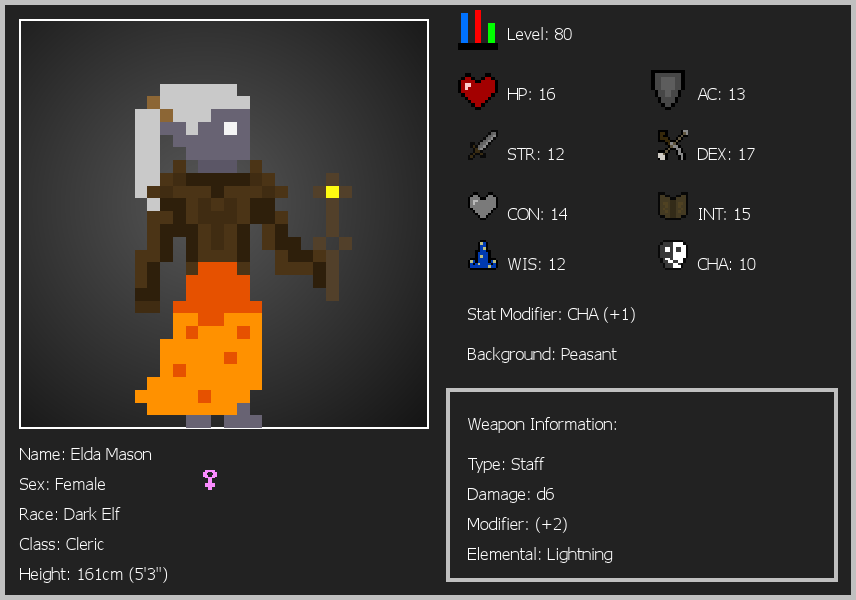 Level: 80
HP: 16
AC: 13
STR: 12
DEX: 17
CON: 14
INT: 15
WIS: 12
CHA: 10
Stat Modifier: CHA (+1)
Background: Peasant
Weapon Information:
Type: Staff
Damage: d6
Modifier: (+2)
Elemental: Lightning
Name: Elda Mason
Sex: Female
Race: Dark Elf
Class: Cleric
Height: 161cm (5'3")